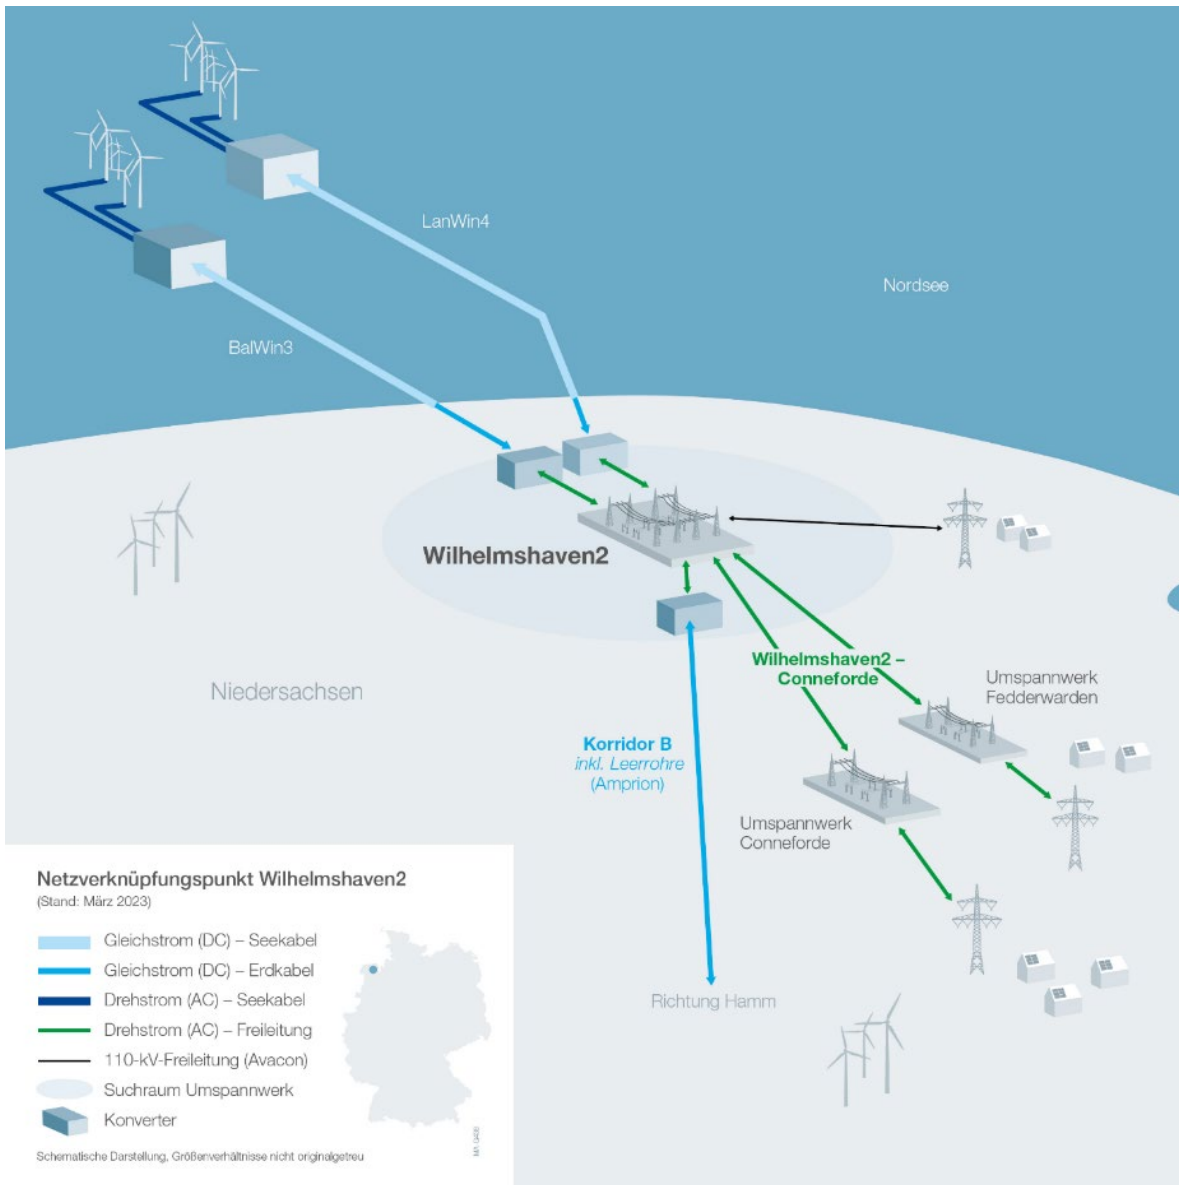 LanWin4
Nordsee
BalWin3
Wilhelmshaven2
Niedersachsen
Wilhelmshaven2 –
Conneforde
Umspannwerk
Fedderwarden
Korridor B
inkl. Leerrohre
(Amprion)
Umspannwerk
Conneforde
Richtung Hamm
Netzverknüpfungspunkt Wilhelmshaven2
(Stand: März 2023)
Gleichstrom (DC) – Seekabel
Gleichstrom (DC) – Erdkabel
Drehstrom (AC) – Seekabel
Drehstrom (AC) – Freileitung
110-kV-Freileitung (Avacon)
Suchraum Umspannwerk
Konverter
Schematische Darstellung, Größenverhältnisse nicht originalgetreu